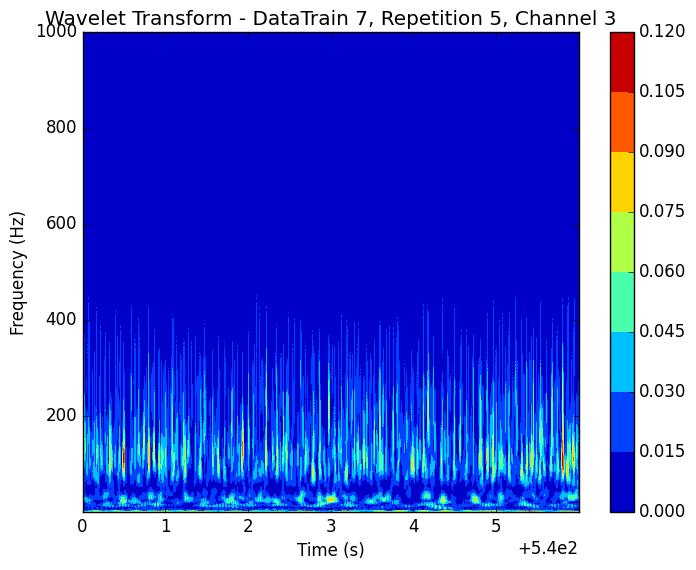 Wavelet Transform - DataTrain 7, Repetition 5, Channel 3
1000
800
600
400
200
Frequency (Hz)
0 1 2 3 4 5
Time (s)
+5.4e2
0.120
0.105
0.090
0.075
0.060
0.045
0.030
0.015
0.000